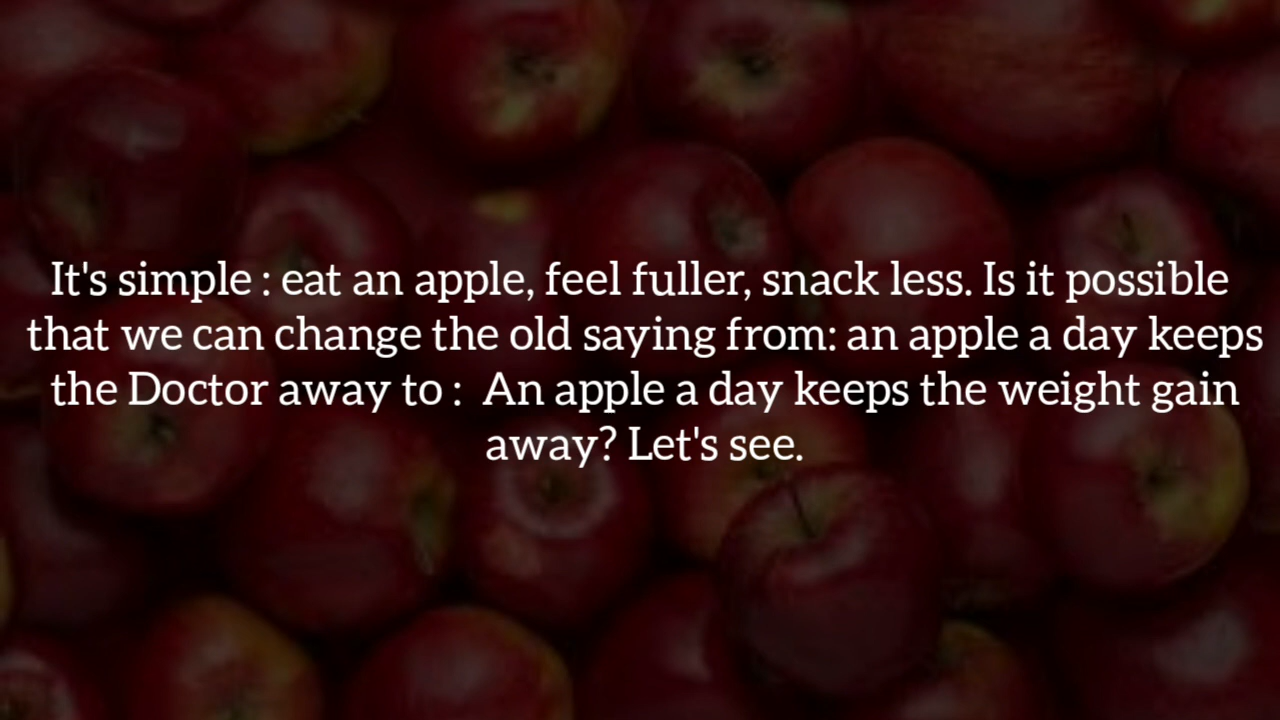 It's simple : eat an apple, feel fuller, snack less. Is it possible
that we can change the old saying from: an apple a day keeps
the Doctor away to :  An apple a day keeps the weight gain
away? Let's see.